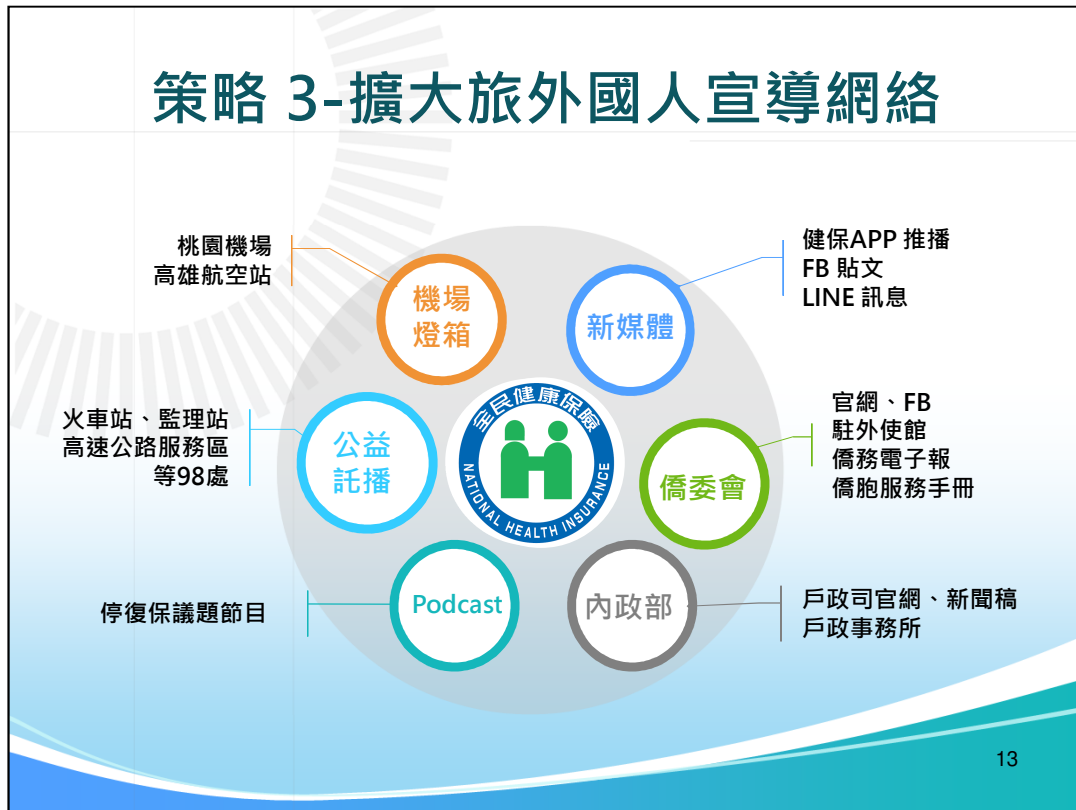 策略 3-擴大旅外國人宣導網絡
桃園機場
高雄航空站
機場
燈箱
新媒體
健保APP 推播
FB 貼文
LINE 訊息
火車站、監理站
高速公路服務區
等98處
公益
託播
全民健康保險
NATIONAL HEALTH INSURANCE
僑委會
官網、FB
駐外使館
僑務電子報
僑胞服務手冊
停復保議題節目
Podcast
內政部
戶政司官網、新聞稿
戶政事務所
13